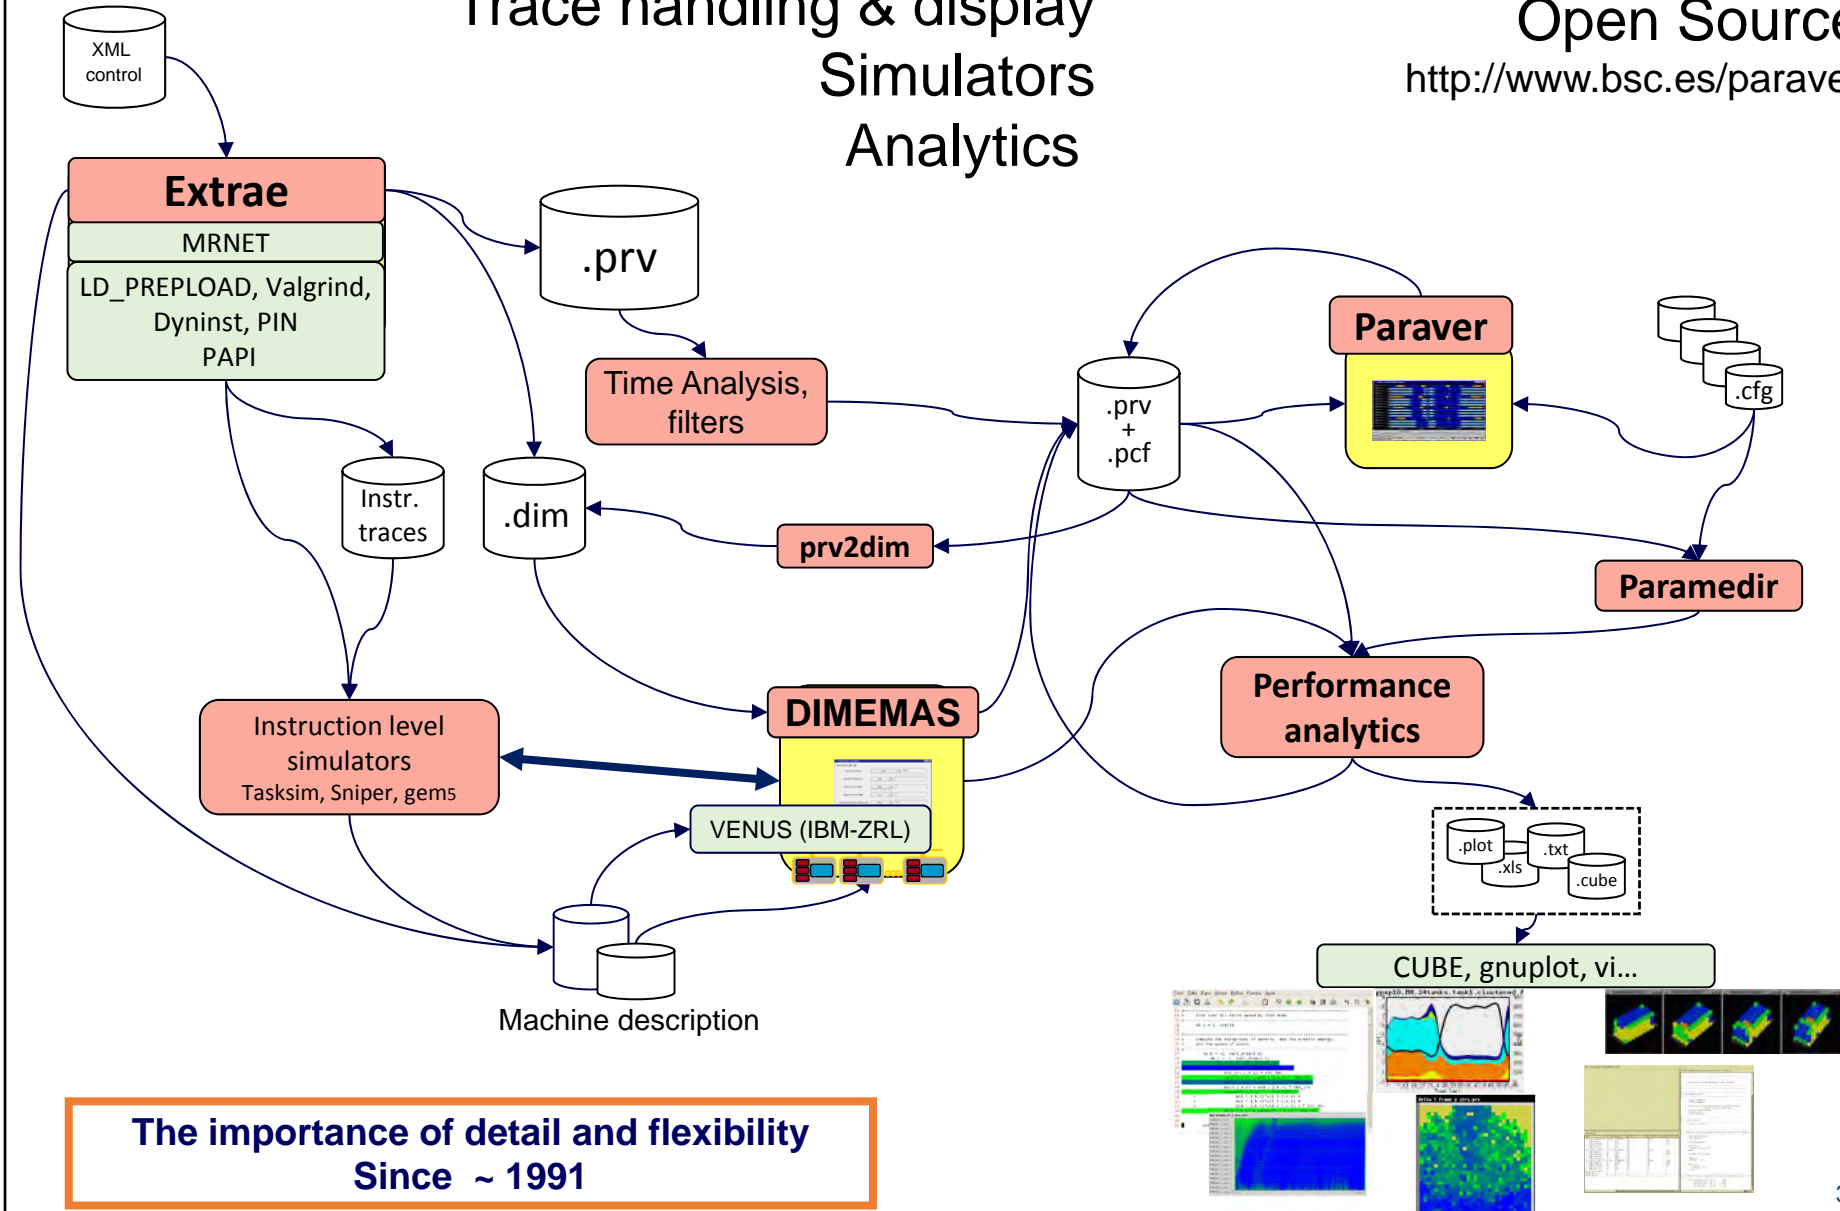 Trace handling & display
Simulators
Analytics
Open Source
http://www.bsc.es/parave
XML
control
Extrae
MRNET
LD_PREPLOAD, Valgrind,
Dyninst, PIN
PAPI
.prv
Time Analysis,
filters
Instr.
traces
.dim
prv2dim
.prv
+
.pcf
Paraver
.cfg
Paramedir
Performance
analytics
Instruction level
simulators
Tasksim, Sniper, gem5
DIMEMAS
VENUS (IBM-ZRL)
Machine description
.plot
.xls
.txt
.cube
CUBE, gnuplot, vi...
The importance of detail and flexibility
Since ~ 1991